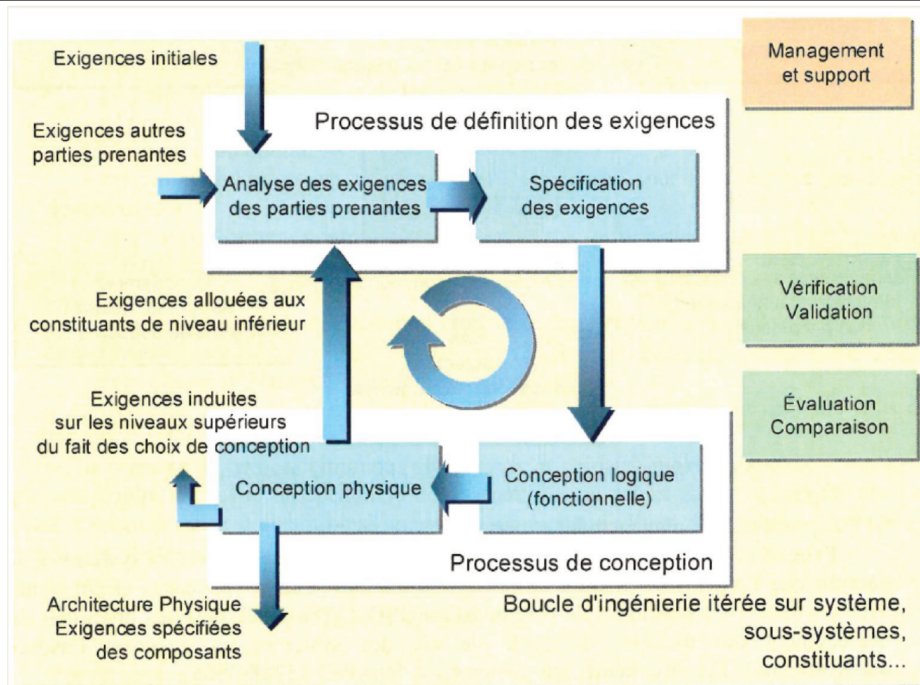 Exigences initiales
Management
et support
Exigences autres
parties prenantes
Processus de définition des exigences
Analyse des exigences
des parties prenantes
Spécification
des exigences
Exigences allouées aux
constituants de niveau inférieur
Vérification
Validation
Exigences induites
sur les niveaux supérieurs
du fait des choix de conception
Évaluation
Comparaison
Conception physique
Conception logique
(fonctionnelle)
Processus de conception
Architecture Physique
Exigences spécifiées
des composants
Boucle d'ingénierie itérée sur système,
sous-systèmes,
constituants...